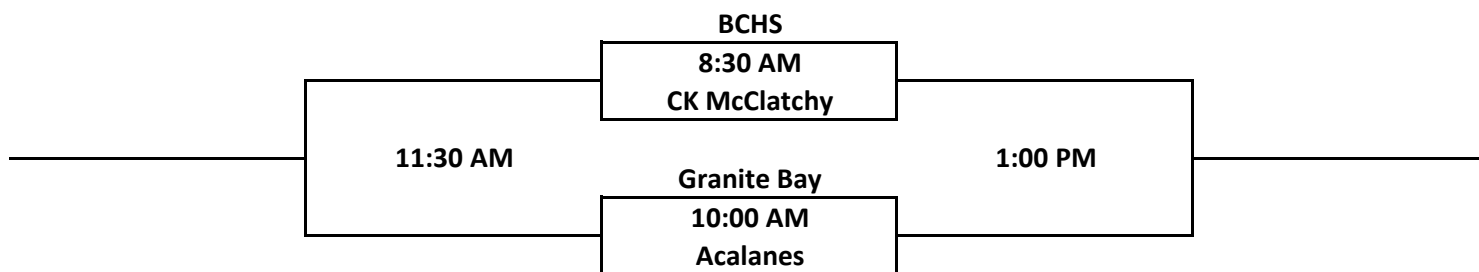 BCHS
8:30 AM
CK McClatchy
11:30 AM
1:00 PM
Granite Bay
10:00 AM
Acalanes